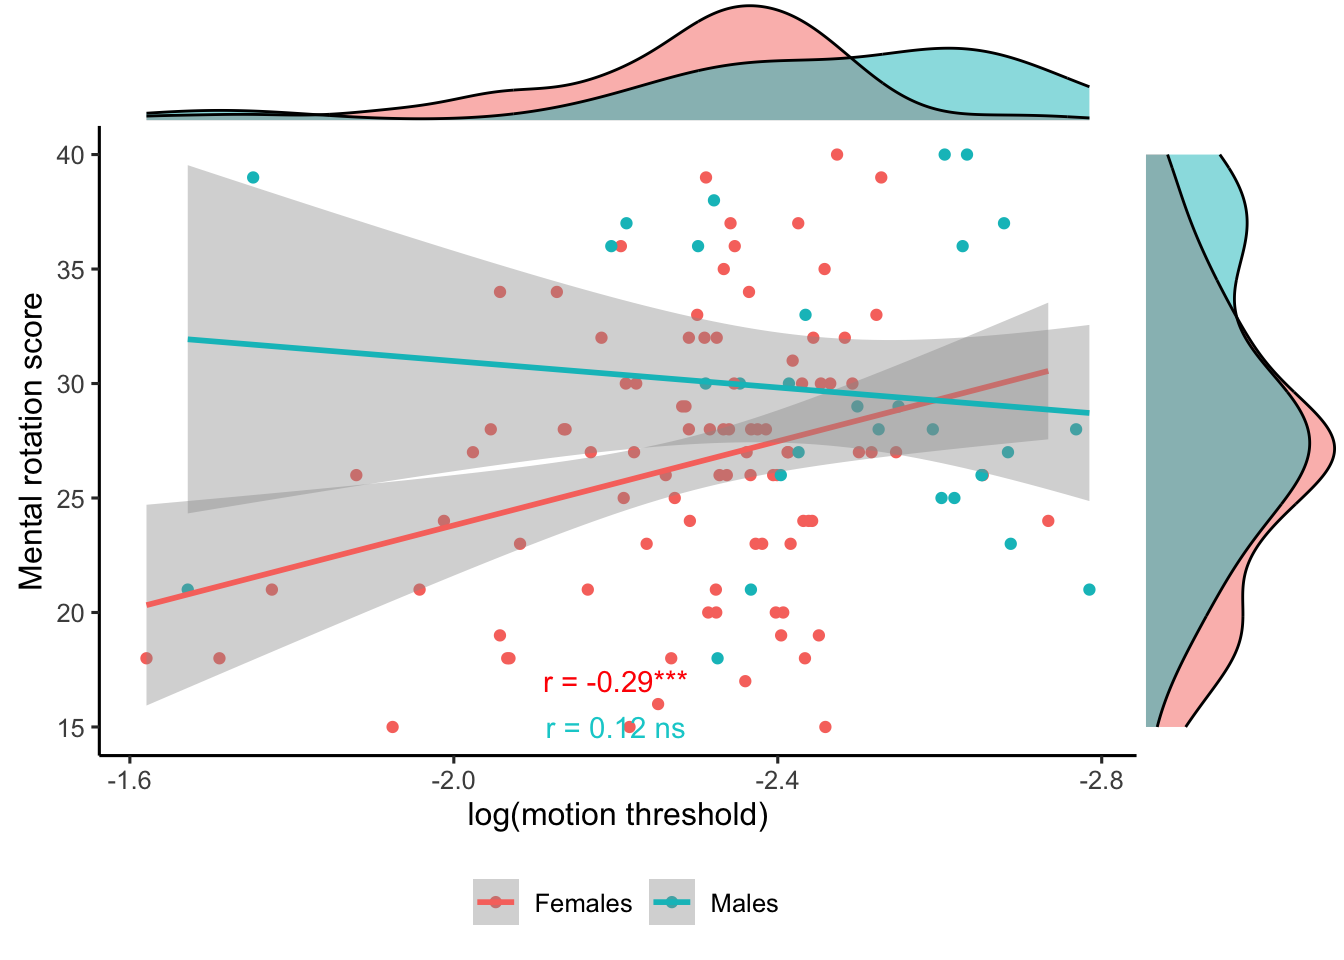 40
35
30
25
20
15
Mental rotation score
r = -0.29***
r = 0.12 ns
-1.6 -2.0 -2.4 -2.8
log(motion threshold)
Females Males